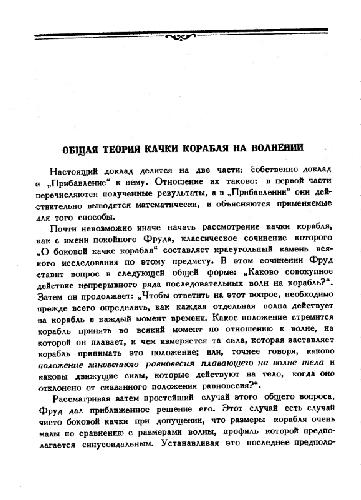 ОБЩАЯ ТЕОРИЯ КАЧКИ КОРАБЛЯ НА ВОЛНЕНИИ
Настоящий доклад делится на две части: собственно доклад
и „Прибавление" к нему. Отношение их таково: в первой части
перечисляются полученные результаты, а в „Прибавлении" они дей-
ствительно выводятся математически, и объясняются применяемые
для того способы.
Почти невозможно иначе начать рассмотрение качки корабля,
как с имени покойного Фруда, классическое сочинение которого
„О боковой качке корабля" составляет краеугольный камень вся-
кого исследования по этому предмету. В этом сочинении Фруд
ставит вопрос в следующей общей форме: „Каково совокупное
действие непрерывного ряда последовательных волн на корабль?".
Затем он продолжает: „Чтобы ответить на этот вопрос, необходимо
прежде всего определить, как каждая отдельная волна действует
на корабль в каждый момент времени. Какое положение стремится
корабль принять во всякий момент по отношению к волне, на
которой он плавает, и чем измеряется та сила, которая заставляет
корабль принимать это положение; или, точнее говоря, каково
положение мгновенного равновесия плавающего на волне тела и
каковы движущие силы, которые действуют на тело, когда оно
отклонено от сказанного положения равновесия?".
Рассматривая затем простейший случай этого общего вопроса,
Фруд дал приближенное решение его. Этот случай есть случай
чисто боковой качки при допущении, что размеры корабля очень
малы по сравнению с размерами волны, профиль которой предпо-
лагается синусоидальным. Устанавливая это последнее предполо-